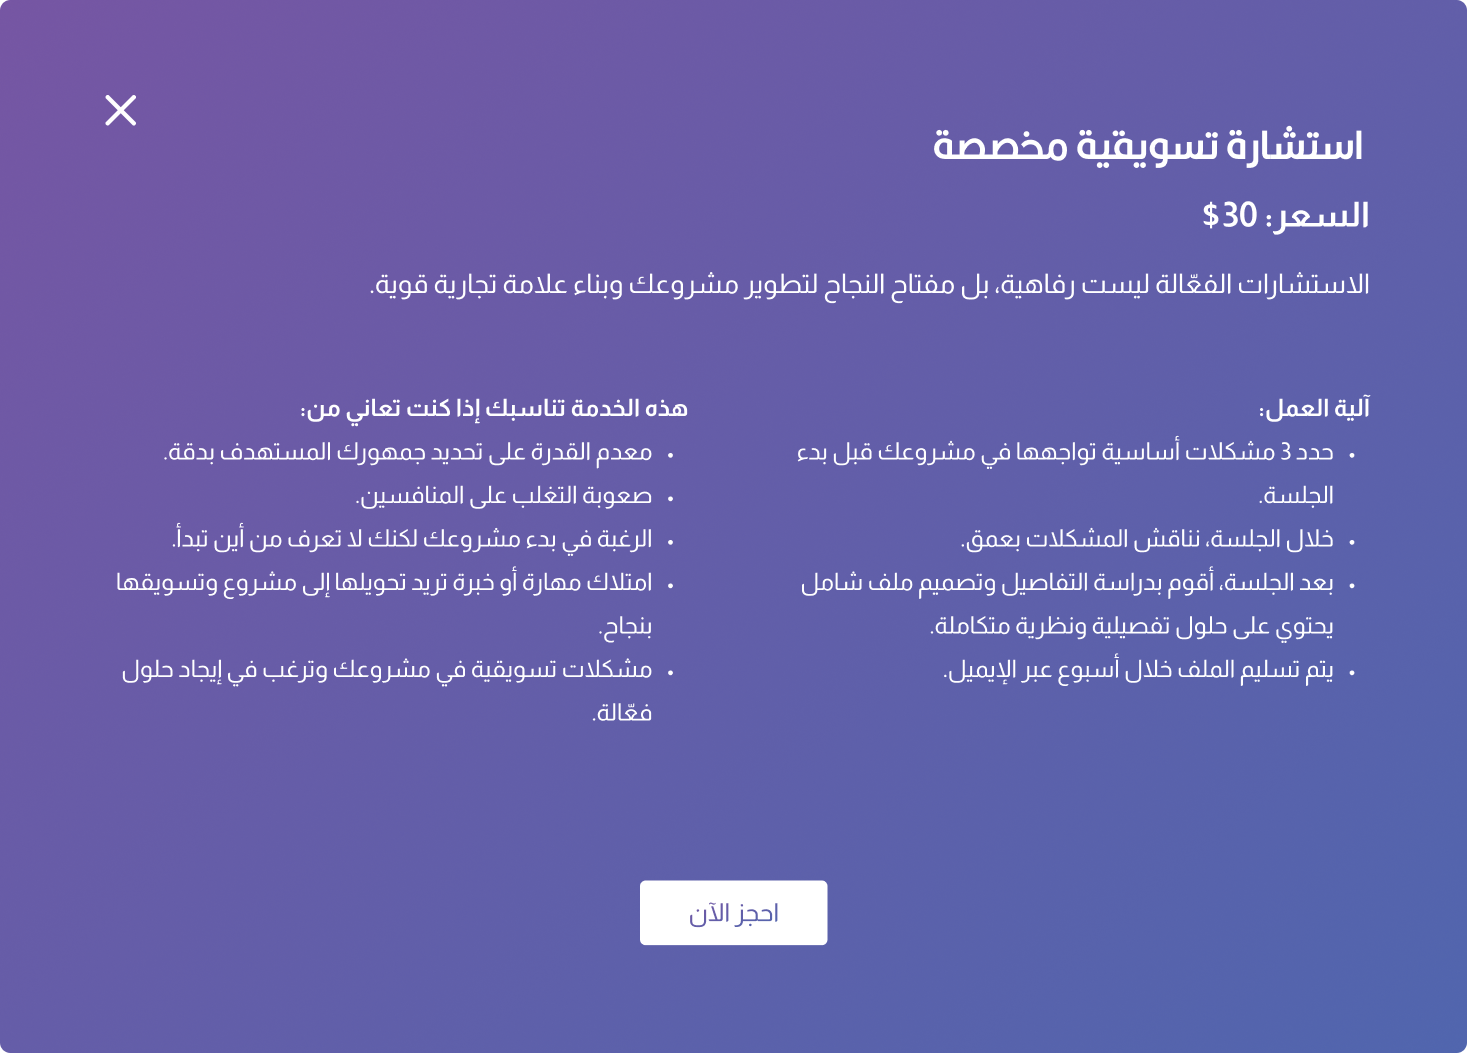 استشارة تسويقية مخصصة
السعر: 30$
الاستشارات الفعّالة ليست رفاهية، بل مفتاح النجاح لتطوير مشروعك وبناء علامة تجارية قوية.
آلية العمل:
• حدد 3 مشكلات أساسية تواجهها في مشروعك قبل بدء
الجلسة.
• خلال الجلسة، نناقش المشكلات بعمق.
• بعد الجلسة، أقوم بدراسة التفاصيل وتصميم ملف شامل
يحتوي على حلول تفصيلية ونظرية متكاملة.
• يتم تسليم الملف خلال أسبوع عبر الإيميل.
هذه الخدمة تناسبك إذا كنت تعاني من:
• معدم القدرة على تحديد جمهورك المستهدف بدقة.
• صعوبة التغلب على المنافسين.
• الرغبة في بدء مشروعك لكنك لا تعرف من أين تبدأ.
• امتلاك مهارة أو خبرة تريد تحويلها إلى مشروع وتسويقها
بنجاح.
• مشكلات تسويقية في مشروعك وترغب في إيجاد حلول
فعّالة.
احجز الآن